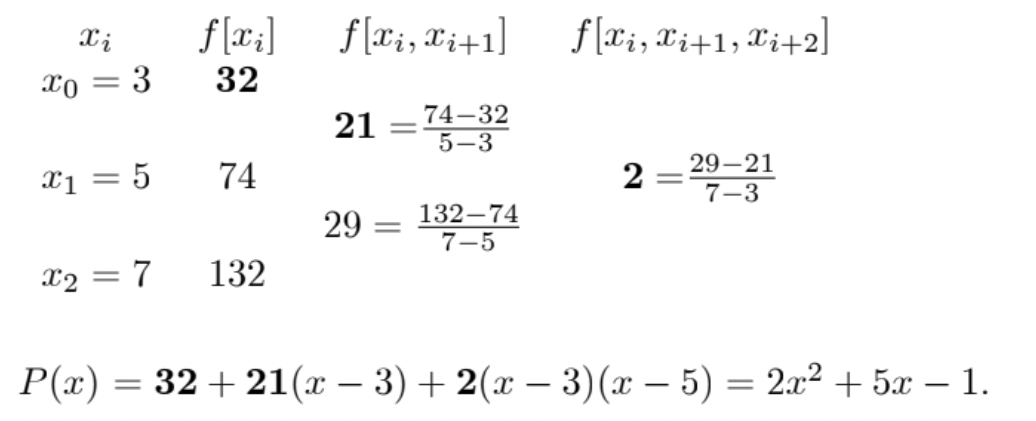 xᵢ f[xᵢ] f[xᵢ, xᵢ₊₁] f[xᵢ, xᵢ₊₁, xᵢ₊₂]
x₀ = 3 32
21 = (74−32)/(5−3)
x₁ = 5 74 2 = (29−21)/(7−3)
29 = (132−74)/(7−5)
x₂ = 7 132
P(x) = 32 + 21(x − 3) + 2(x − 3)(x − 5) = 2x² + 5x − 1.